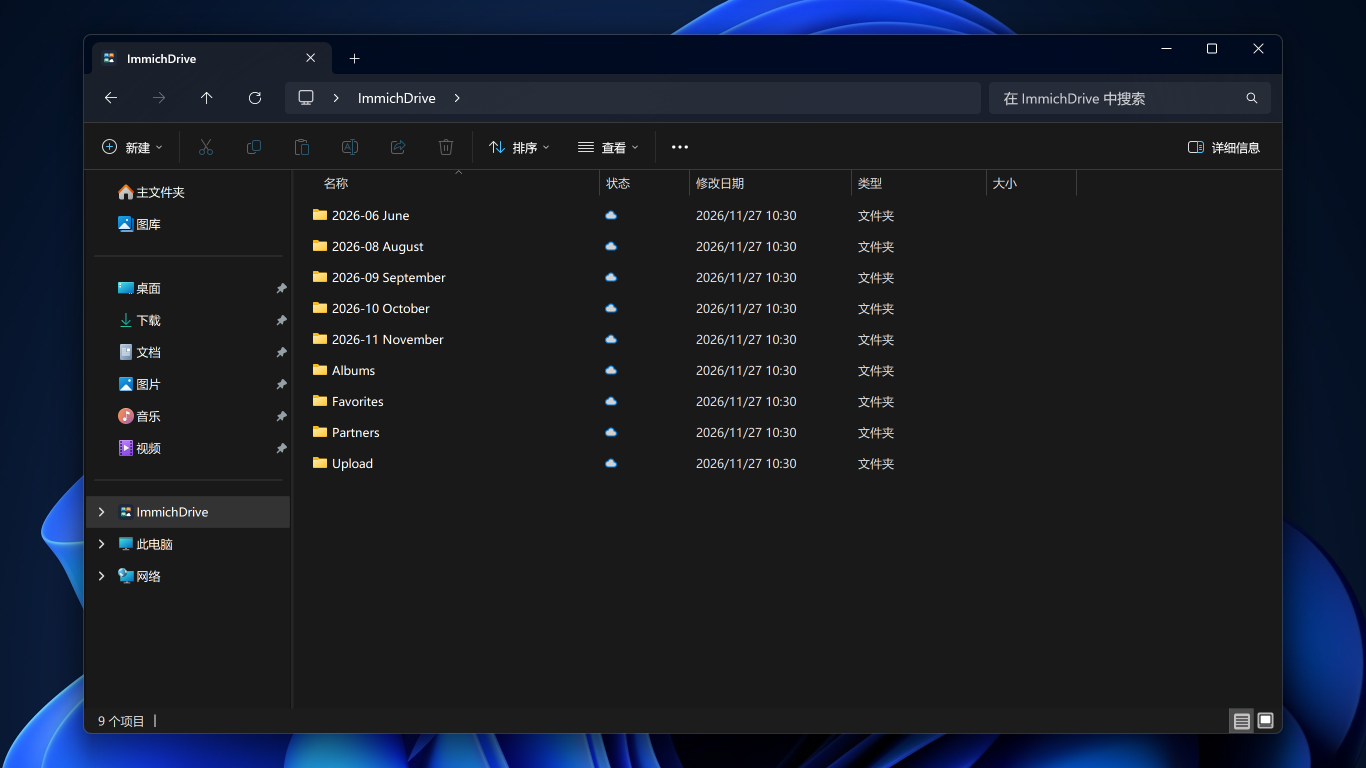 ImmichDrive
ImmichDrive
在 ImmichDrive 中搜索
新建
排序
查看
详细信息
主文件夹
图库
桌面
下载
文档
图片
音乐
视频
ImmichDrive
此电脑
网络
名称 状态 修改日期 类型 大小
2026-06 June 2026/11/27 10:30 文件夹
2026-08 August 2026/11/27 10:30 文件夹
2026-09 September 2026/11/27 10:30 文件夹
2026-10 October 2026/11/27 10:30 文件夹
2026-11 November 2026/11/27 10:30 文件夹
Albums 2026/11/27 10:30 文件夹
Favorites 2026/11/27 10:30 文件夹
Partners 2026/11/27 10:30 文件夹
Upload 2026/11/27 10:30 文件夹
9 个项目